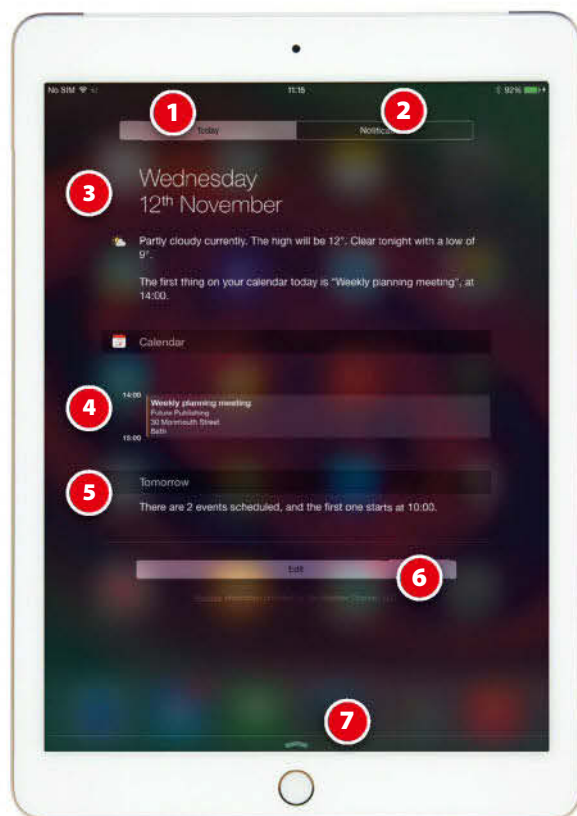 No SIM 11:15 92%
1 2
Today Notificat
3
Wednesday
12th November
Partly cloudy currently. The high will be 12°. Clear tonight with a low of
9°.
The first thing on your calendar today is "Weekly planning meeting", at
14:00.
Calendar
14:00
Weekly planning meeting
4
Future Publishing
30 Monmouth Street
Bath
15:00
Tomorrow
5
There are 2 events scheduled, and the first one starts at 10:00.
Edit
6
7